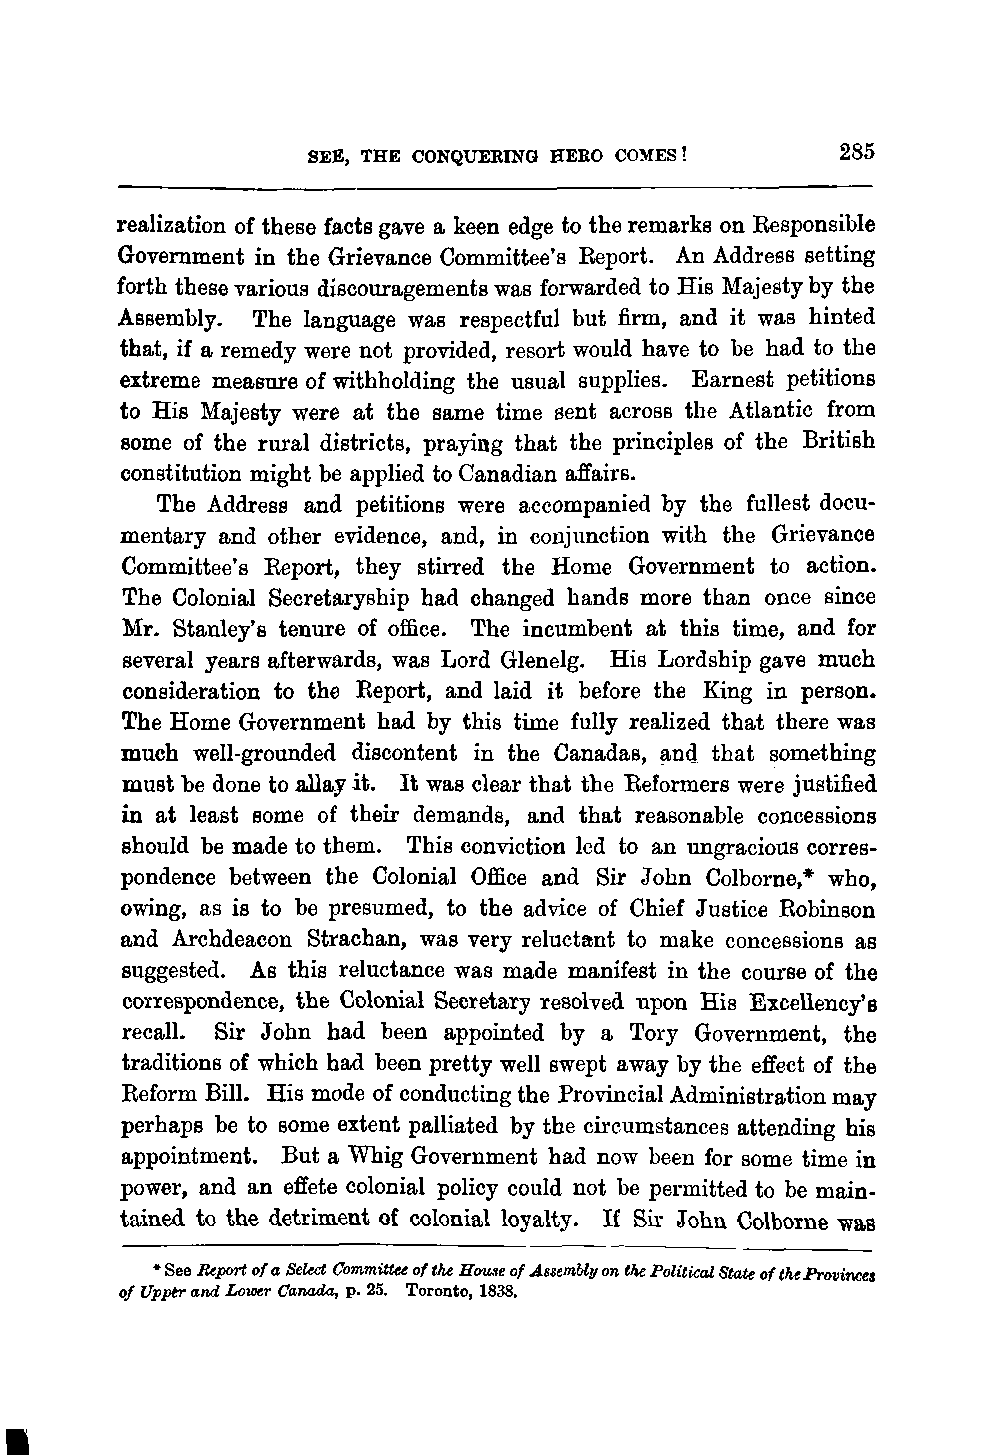 SEE, THE CONQUERING HERO COMES! 285
realization of these facts gave a keen edge to the remarks on Responsible
Government in the Grievance Committee's Report. An Address setting
forth these various discouragements was forwarded to His Majesty by the
Assembly. The language was respectful but firm, and it was hinted
that, if a remedy were not provided, resort would have to be had to the
extreme measure of withholding the usual supplies. Earnest petitions
to His Majesty were at the same time sent across the Atlantic from
some of the rural districts, praying that the principles of the British
constitution might be applied to Canadian affairs.
The Address and petitions were accompanied by the fullest docu-
mentary and other evidence, and, in conjunction with the Grievance
Committee's Report, they stirred the Home Government to action.
The Colonial Secretaryship had changed hands more than once since
Mr. Stanley's tenure of office. The incumbent at this time, and for
several years afterwards, was Lord Glenelg. His Lordship gave much
consideration to the Report, and laid it before the King in person.
The Home Government had by this time fully realized that there was
much well-grounded discontent in the Canadas, and that something
must be done to allay it. It was clear that the Reformers were justified
in at least some of their demands, and that reasonable concessions
should be made to them. This conviction led to an ungracious corres-
pondence between the Colonial Office and Sir John Colborne,* who,
owing, as is to be presumed, to the advice of Chief Justice Robinson
and Archdeacon Strachan, was very reluctant to make concessions as
suggested. As this reluctance was made manifest in the course of the
correspondence, the Colonial Secretary resolved upon His Excellency's
recall. Sir John had been appointed by a Tory Government, the
traditions of which had been pretty well swept away by the effect of the
Reform Bill. His mode of conducting the Provincial Administration may
perhaps be to some extent palliated by the circumstances attending his
appointment. But a Whig Government had now been for some time in
power, and an effete colonial policy could not be permitted to be main-
tained to the detriment of colonial loyalty. If Sir John Colborne was
* See Report of a Select Committee of the House of Assembly on the Political State of the Provinces
of Upper and Lower Canada, p. 25. Toronto, 1838.